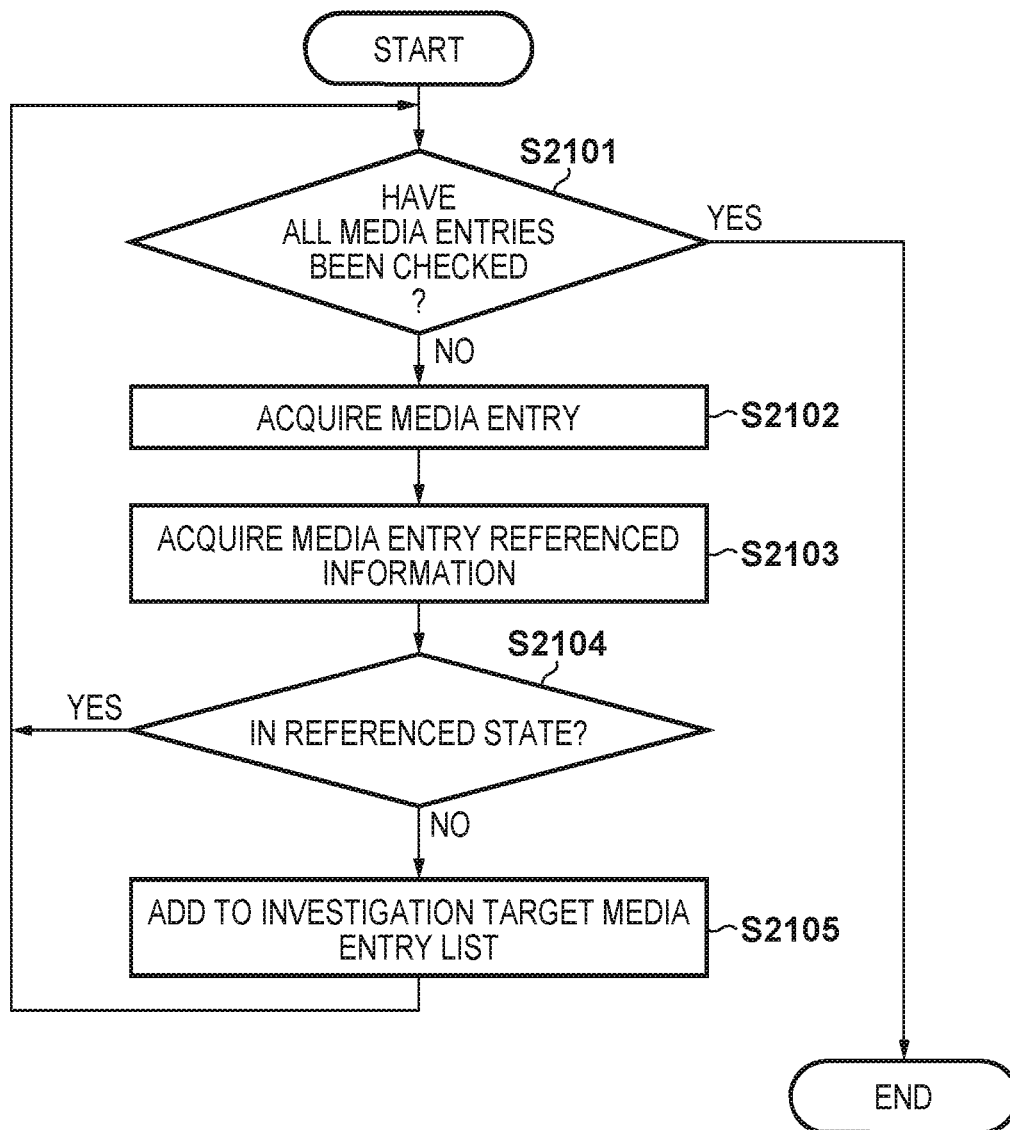 START
S2101
HAVE
ALL MEDIA ENTRIES
BEEN CHECKED
?
YES
NO
ACQUIRE MEDIA ENTRY
S2102
ACQUIRE MEDIA ENTRY REFERENCED
INFORMATION
S2103
S2104
YES
IN REFERENCED STATE?
NO
ADD TO INVESTIGATION TARGET MEDIA
ENTRY LIST
S2105
END